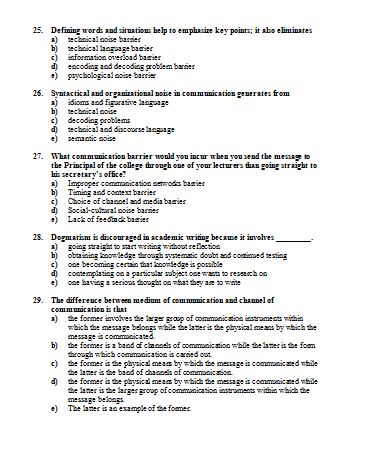 25. Defining words and situations help to emphasize key points; it also eliminates
a) technical noise barrier
b) technical language barrier
c) information overload barrier
d) encoding and decoding problem barrier
e) psychological noise barrier
26. Syntactical and organizational noise in communication generates from
a) idioms and figurative language
b) technical noise
c) decoding problems
d) technical and discourse language
e) semantic noise
27. What communication barrier would you incur when you send the message to
the Principal of the college through one of your lecturers than going straight to
his secretary's office?
a) Improper communication networks barrier
b) Timing and context barrier
c) Choice of channel and media barrier
d) Social-cultural noise barrier
e) Lack of feedback barrier
28. Dogmatism is discouraged in academic writing because it involves ________.
a) going straight to start writing without reflection
b) obtaining knowledge through systematic doubt and continued testing
c) one becoming certain that knowledge is possible
d) contemplating on a particular subject one wants to research on
e) one having a serious thought on what they are to write
29. The difference between medium of communication and channel of
communication is that
a) the former involves the larger group of communication instruments within
which the message belongs while the latter is the physical means by which the
message is communicated.
b) the former is a band of channels of communication while the latter is the form
through which communication is carried out.
c) the former is the physical means by which the message is communicated while
the latter is the band of channels of communication.
d) the former is the physical means by which the message is communicated while
the latter is the larger group of communication instruments within which the
message belongs.
e) The latter is an example of the former.